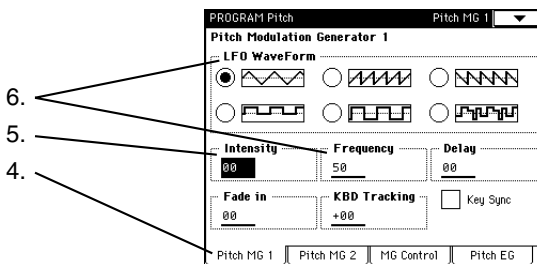 PROGRAM Pitch Pitch MG 1
Pitch Modulation Generator 1
LFO WaveForm
6.
5.
Intensity Frequency Delay
00 50 00
4.
Fade in KBD Tracking Key Sync
00 +00
Pitch MG 1 Pitch MG 2 MG Control Pitch EG